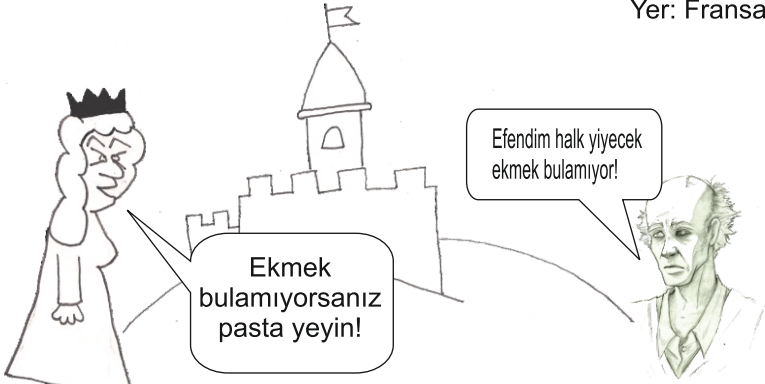 Yer: Fransa
Efendim halk yiyecek
ekmek bulamıyor!
Ekmek
bulamıyorsanız
pasta yeyin!